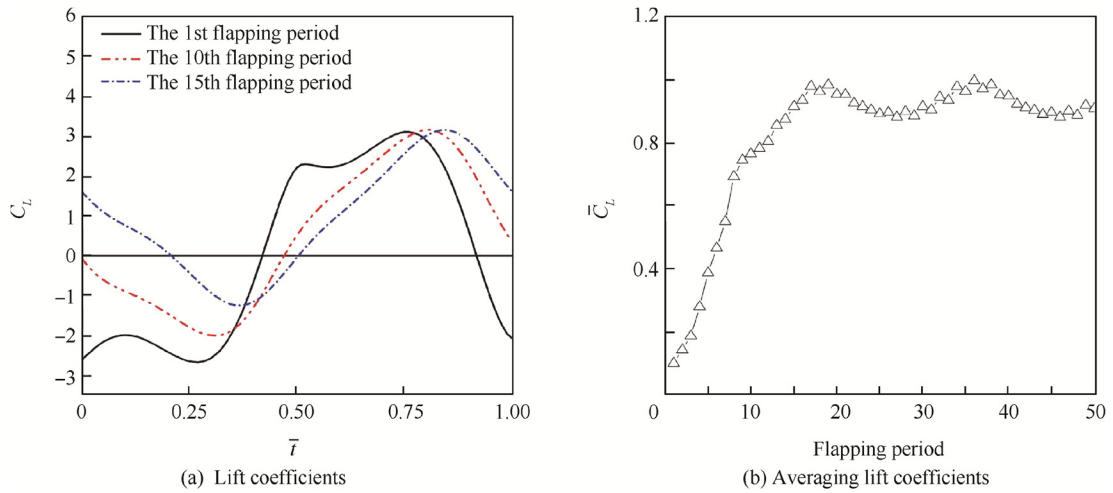 6
5
4
3
2
1
0
−1
−2
−3
C_L
The 1st flapping period
The 10th flapping period
The 15th flapping period
0 0.25 0.50 0.75 1.00
t̅
(a) Lift coefficients
1.2
0.8
0.4
C̅_L
0 10 20 30 40 50
Flapping period
(b) Averaging lift coefficients